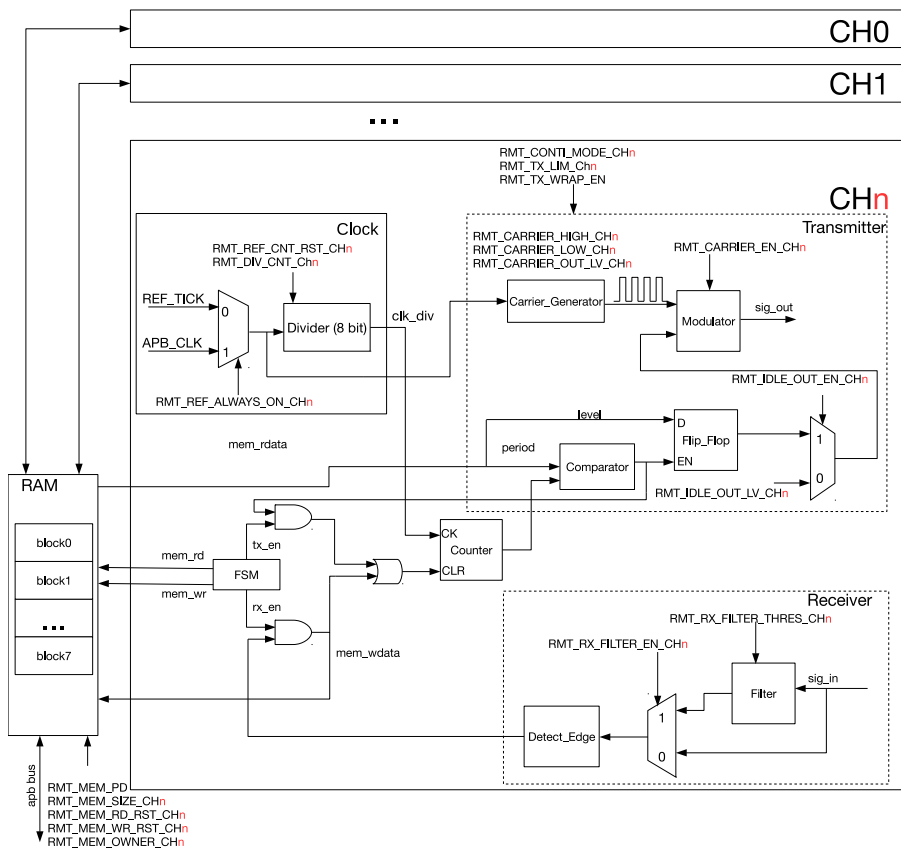 CH0
CH1
...
RMT_CONTI_MODE_CHn
RMT_TX_LIM_Chn
RMT_TX_WRAP_EN
CHn
Clock
Transmitter
RMT_REF_CNT_RST_CHn
RMT_DIV_CNT_Chn
RMT_CARRIER_HIGH_CHn
RMT_CARRIER_LOW_CHn
RMT_CARRIER_OUT_LV_CHn
RMT_CARRIER_EN_CHn
REF_TICK
0
Divider (8 bit)
clk_div
Carrier_Generator
Modulator
sig_out
APB_CLK
1
RMT_REF_ALWAYS_ON_CHn
RMT_IDLE_OUT_EN_CHn
mem_rdata
level
period
D
Flip_Flop
EN
1
0
Comparator
RMT_IDLE_OUT_LV_CHn
RAM
block0
block1
...
block7
mem_rd
mem_wr
tx_en
FSM
rx_en
CK
Counter
CLR
mem_wdata
Receiver
RMT_RX_FILTER_THRES_CHn
RMT_RX_FILTER_EN_CHn
sig_in
Filter
1
0
Detect_Edge
apb bus
RMT_MEM_PD
RMT_MEM_SIZE_CHn
RMT_MEM_RD_RST_CHn
RMT_MEM_WR_RST_CHn
RMT_MEM_OWNER_CHn